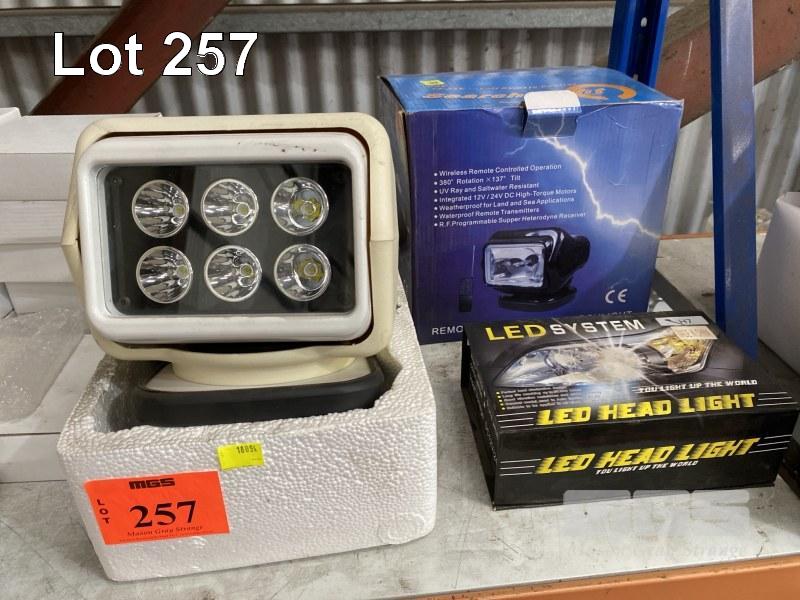 Lot 257
Search
• Wireless Remote Controlled Operation
• 380° Rotation × 137° Tilt
• UV Ray and Saltwater Resistant
• Integrated 12V / 24V DC High-Torque Motors
• Weatherproof for Land and Sea Applications
• Waterproof Remote Transmitters
• R.F.Programmable Supper Heterodyne Receiver
CE
REMO
LED SYSTEM
YOU LIGHT UP THE WORLD
LED HEAD LIGHT
LED HEAD LIGHT
YOU LIGHT UP THE WORLD
MGS
LOT
257
Mason Gray Strange